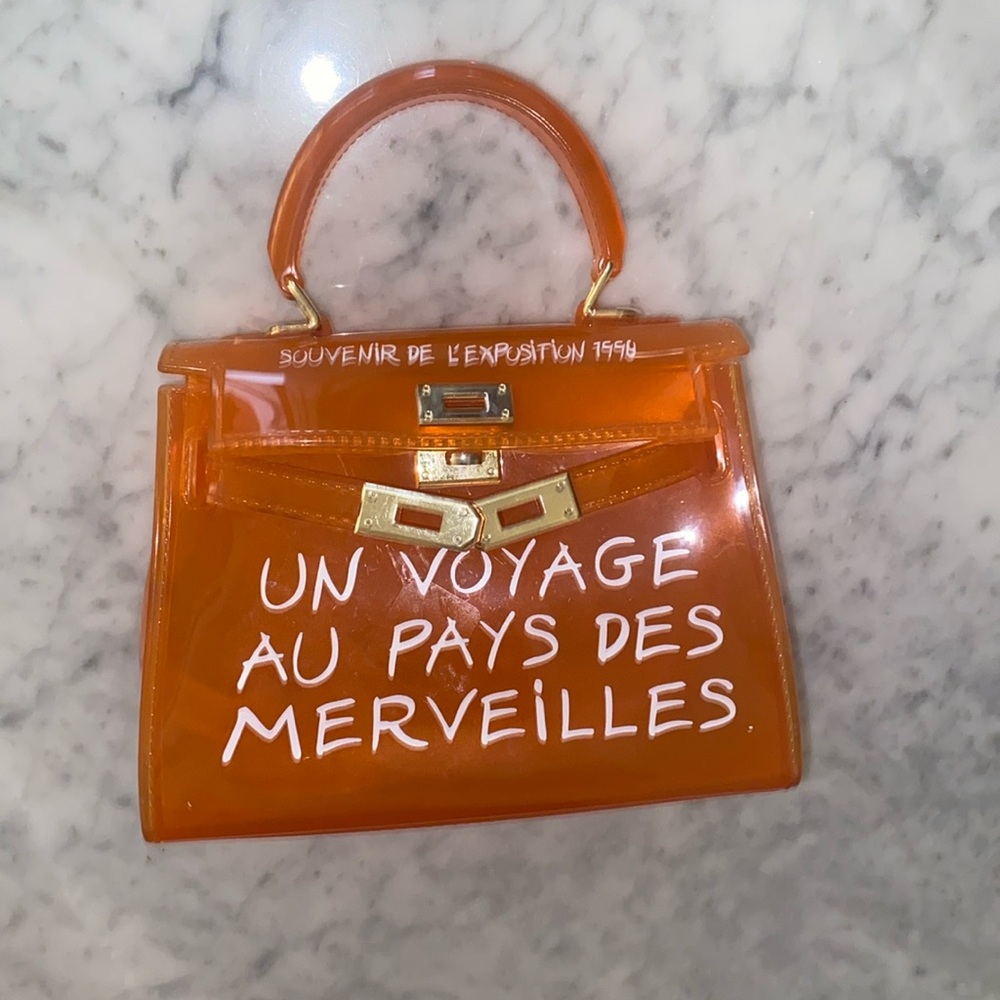 SOUVENiR DE L'EXPOSITION 1998
UN VOYAGE
AU PAYS DES
MERVEiLLES.